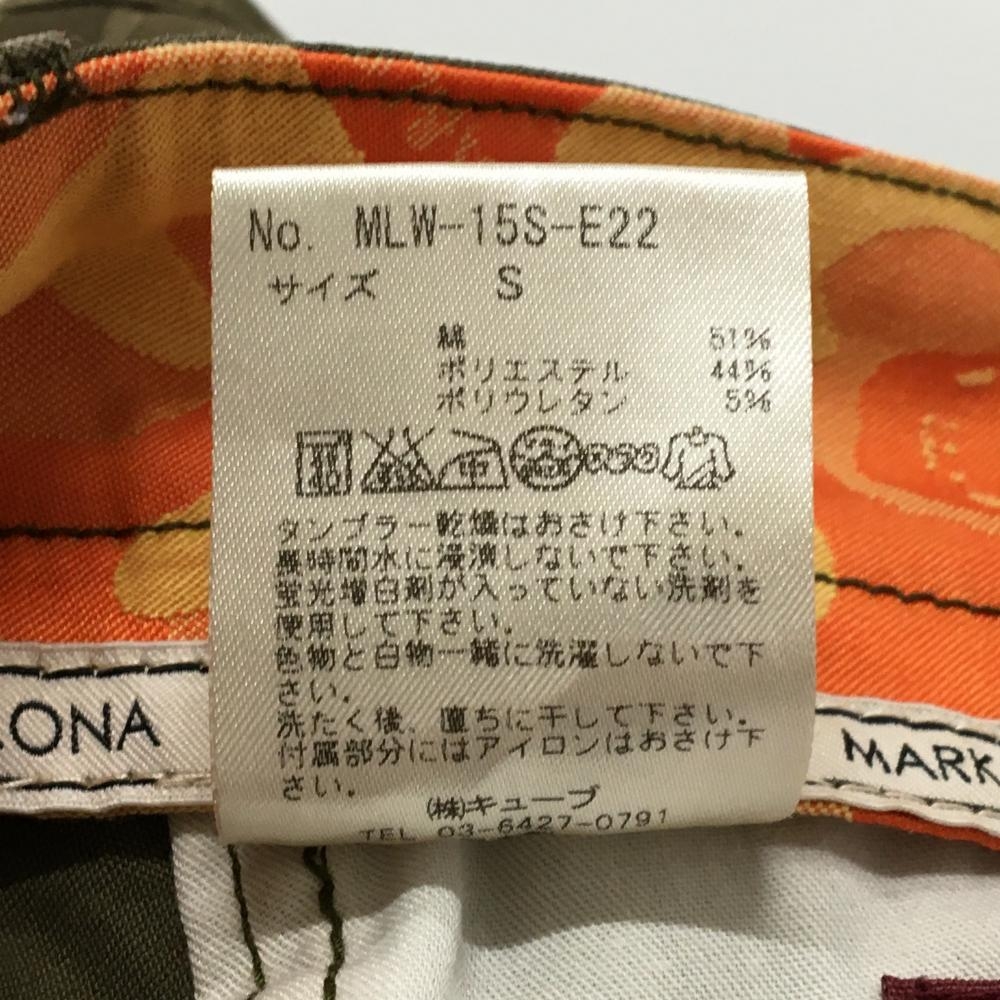 No. MLW-15S-E22
サイズ S
綿 51%
ポリエステル 44%
ポリウレタン 5%
タンブラー乾燥はおさけ下さい。
長時間水に浸漬しないで下さい。
蛍光増白剤が入っていない洗剤を
使用して下さい。
色物と白物一緒に洗濯しないで下
さい。
洗たく後、直ちに干して下さい。
付属部分にはアイロンはおさけ下
さい。
(株)キューブ
TEL 03-6427-0791
LONA
MARK